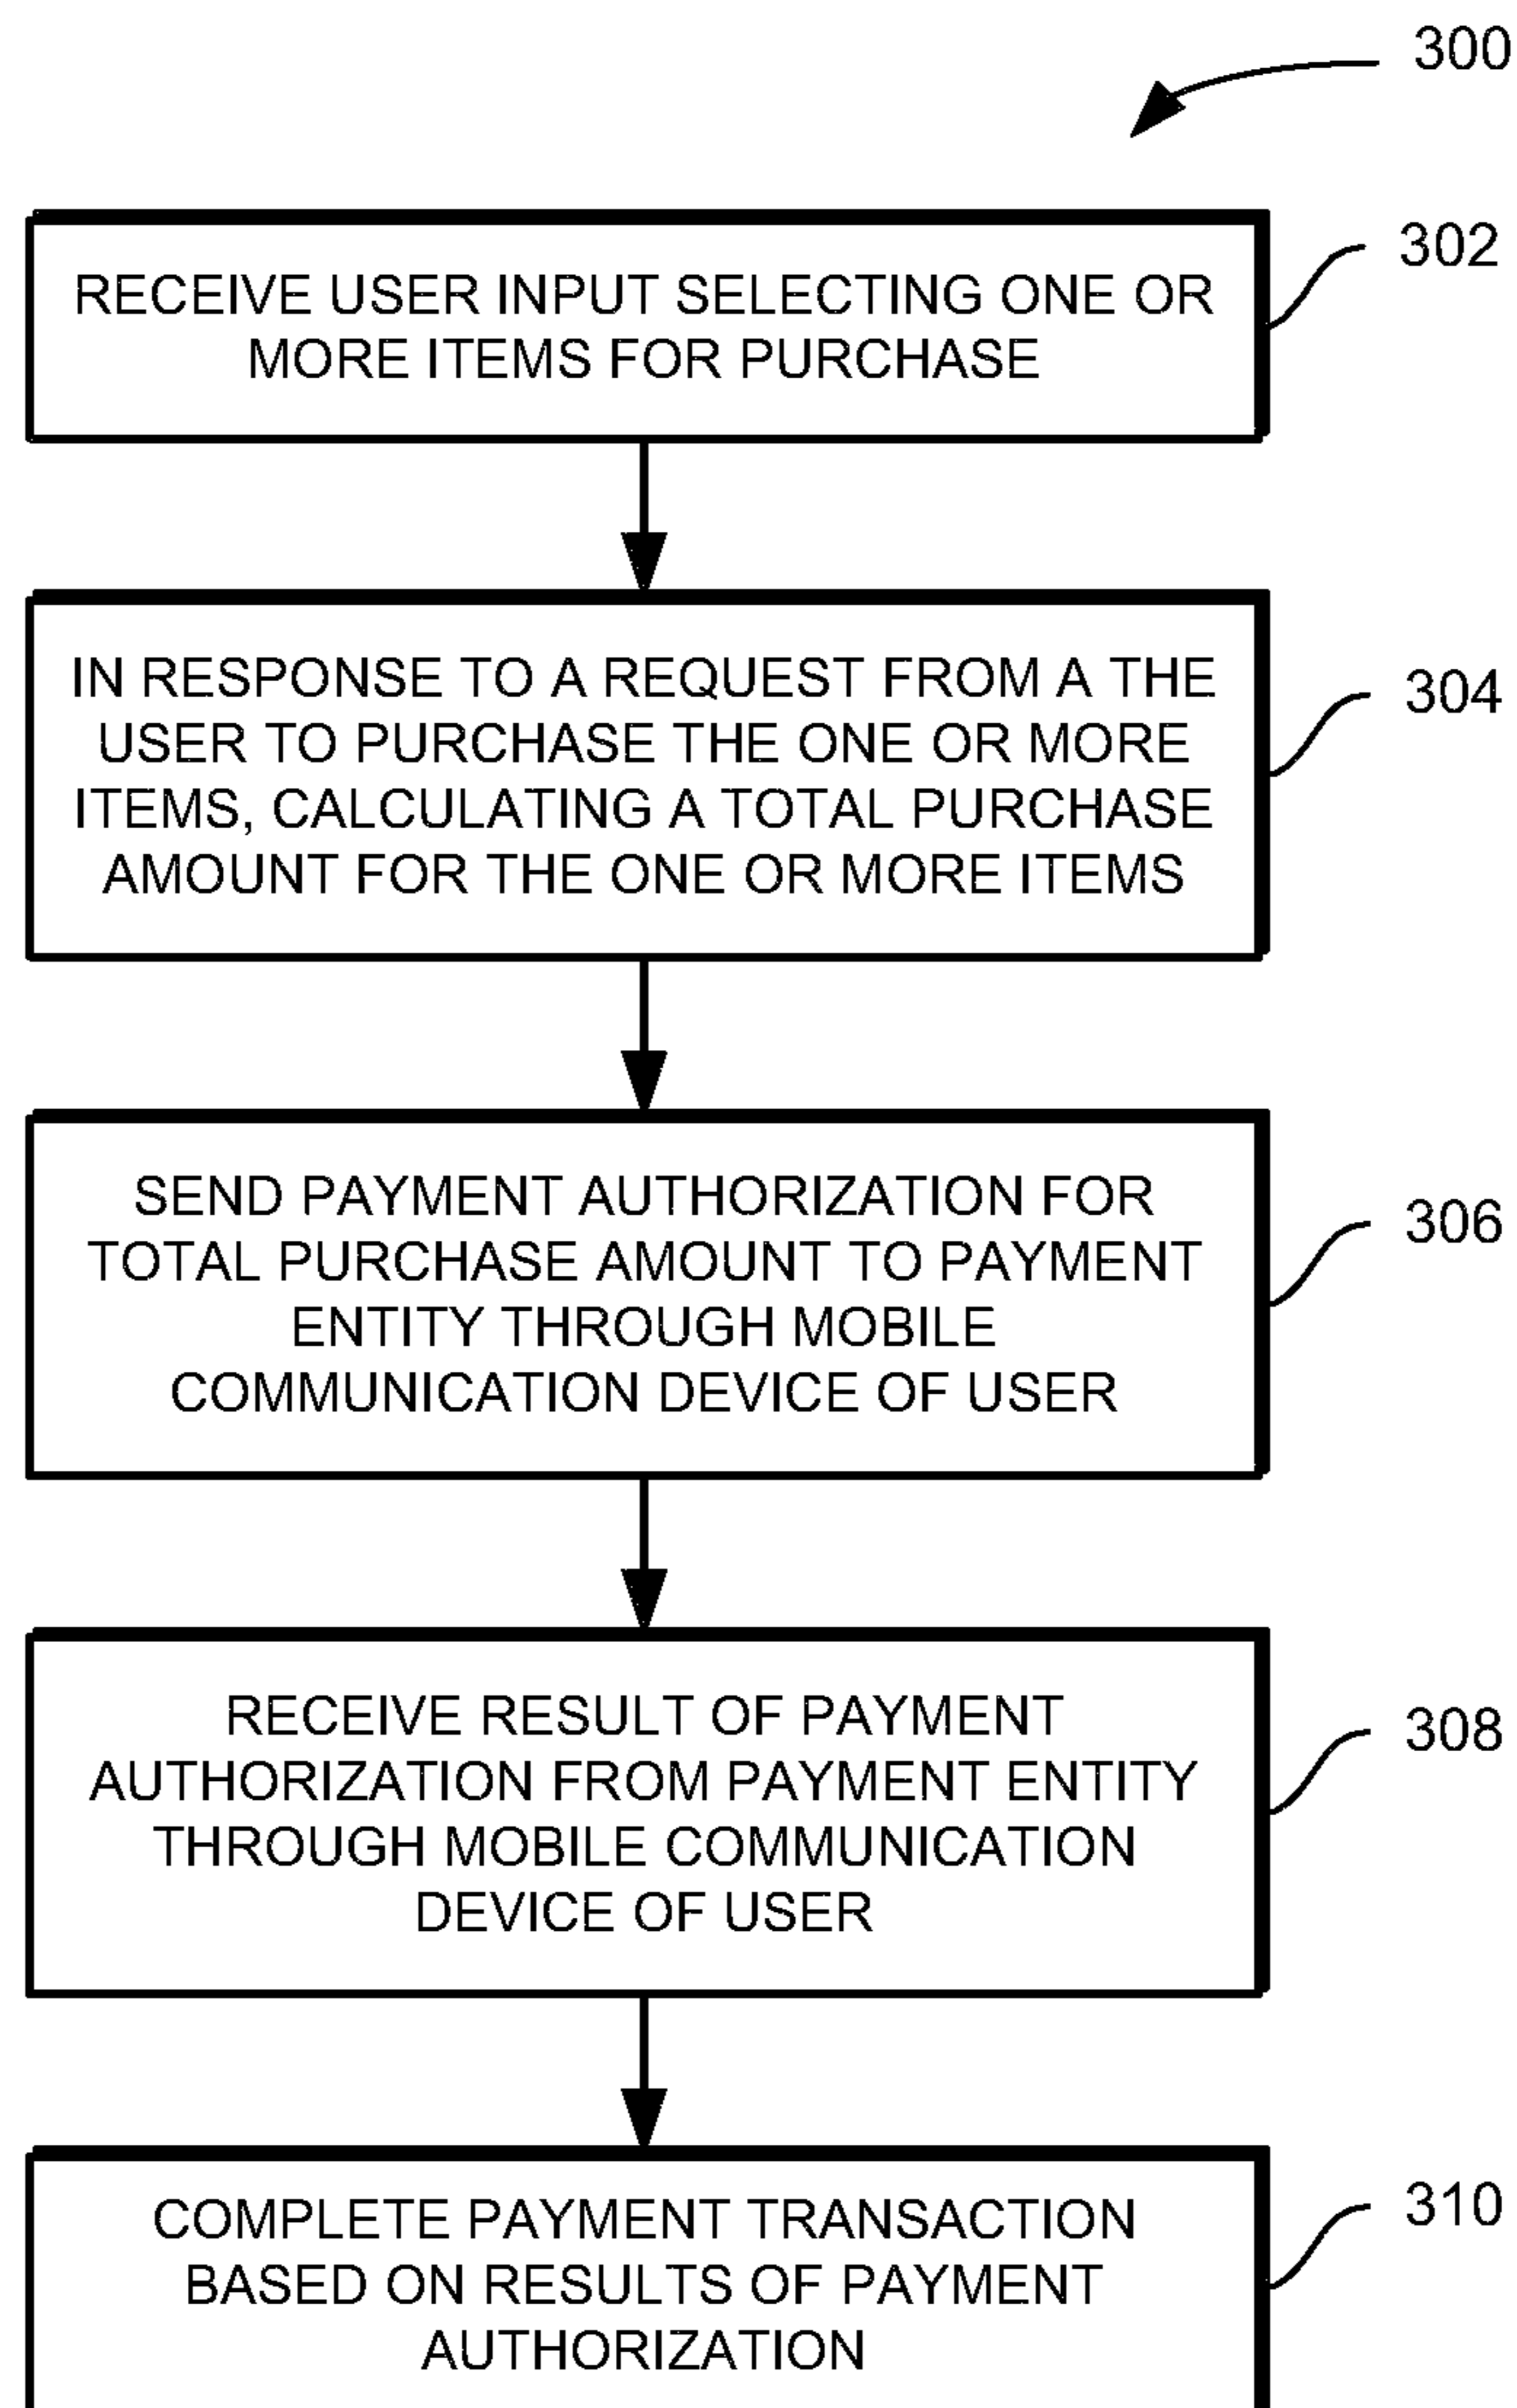 300
302
RECEIVE USER INPUT SELECTING ONE OR
MORE ITEMS FOR PURCHASE
304
IN RESPONSE TO A REQUEST FROM A THE
USER TO PURCHASE THE ONE OR MORE
ITEMS, CALCULATING A TOTAL PURCHASE
AMOUNT FOR THE ONE OR MORE ITEMS
306
SEND PAYMENT AUTHORIZATION FOR
TOTAL PURCHASE AMOUNT TO PAYMENT
ENTITY THROUGH MOBILE
COMMUNICATION DEVICE OF USER
308
RECEIVE RESULT OF PAYMENT
AUTHORIZATION FROM PAYMENT ENTITY
THROUGH MOBILE COMMUNICATION
DEVICE OF USER
310
COMPLETE PAYMENT TRANSACTION
BASED ON RESULTS OF PAYMENT
AUTHORIZATION